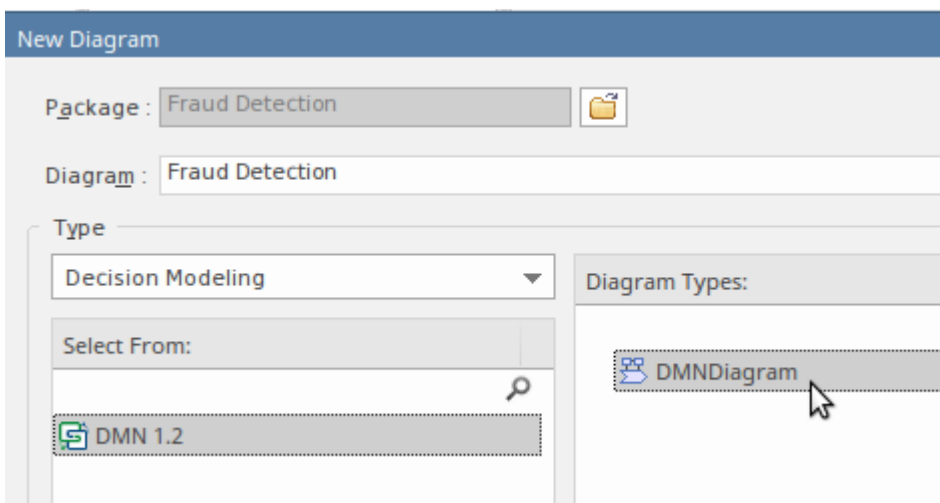 New Diagram
Package : Fraud Detection
Diagram : Fraud Detection
Type
Decision Modeling
Diagram Types:
Select From:
DMNDiagram
DMN 1.2